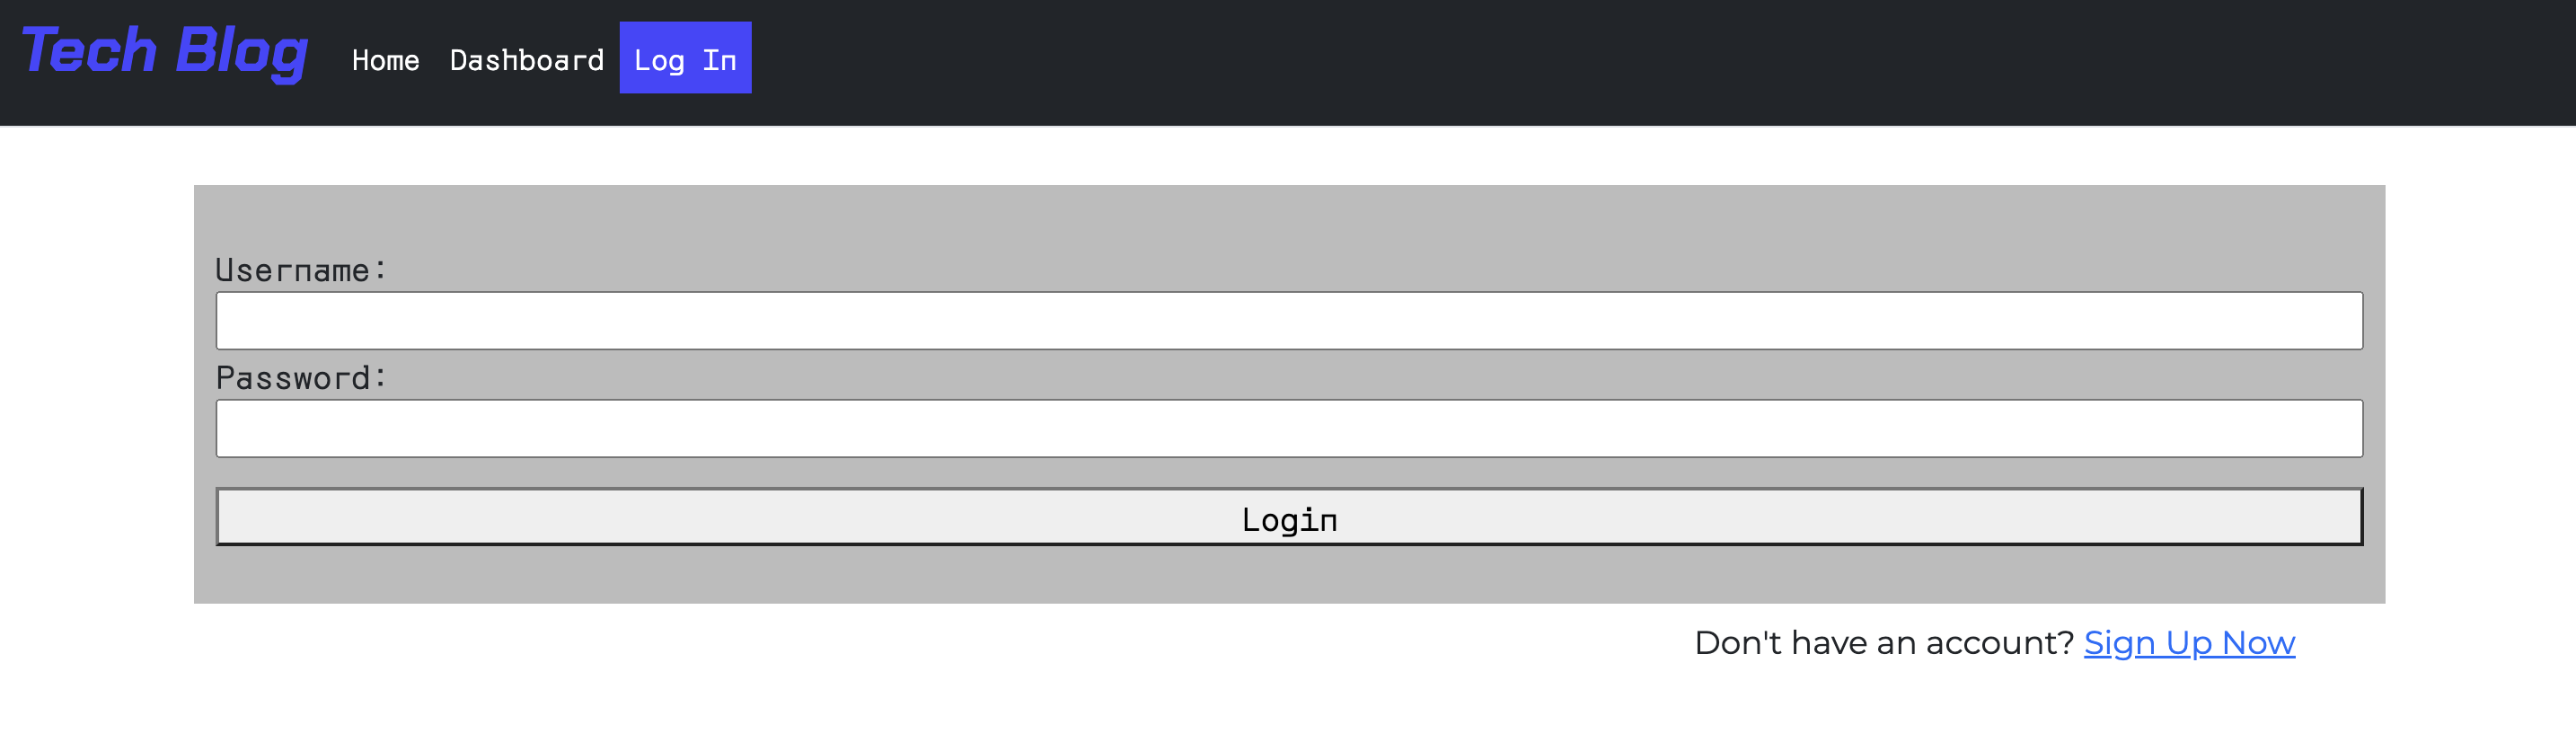 Tech Blog Home Dashboard Log In
Username:
Password:
Login
Don't have an account? Sign Up Now